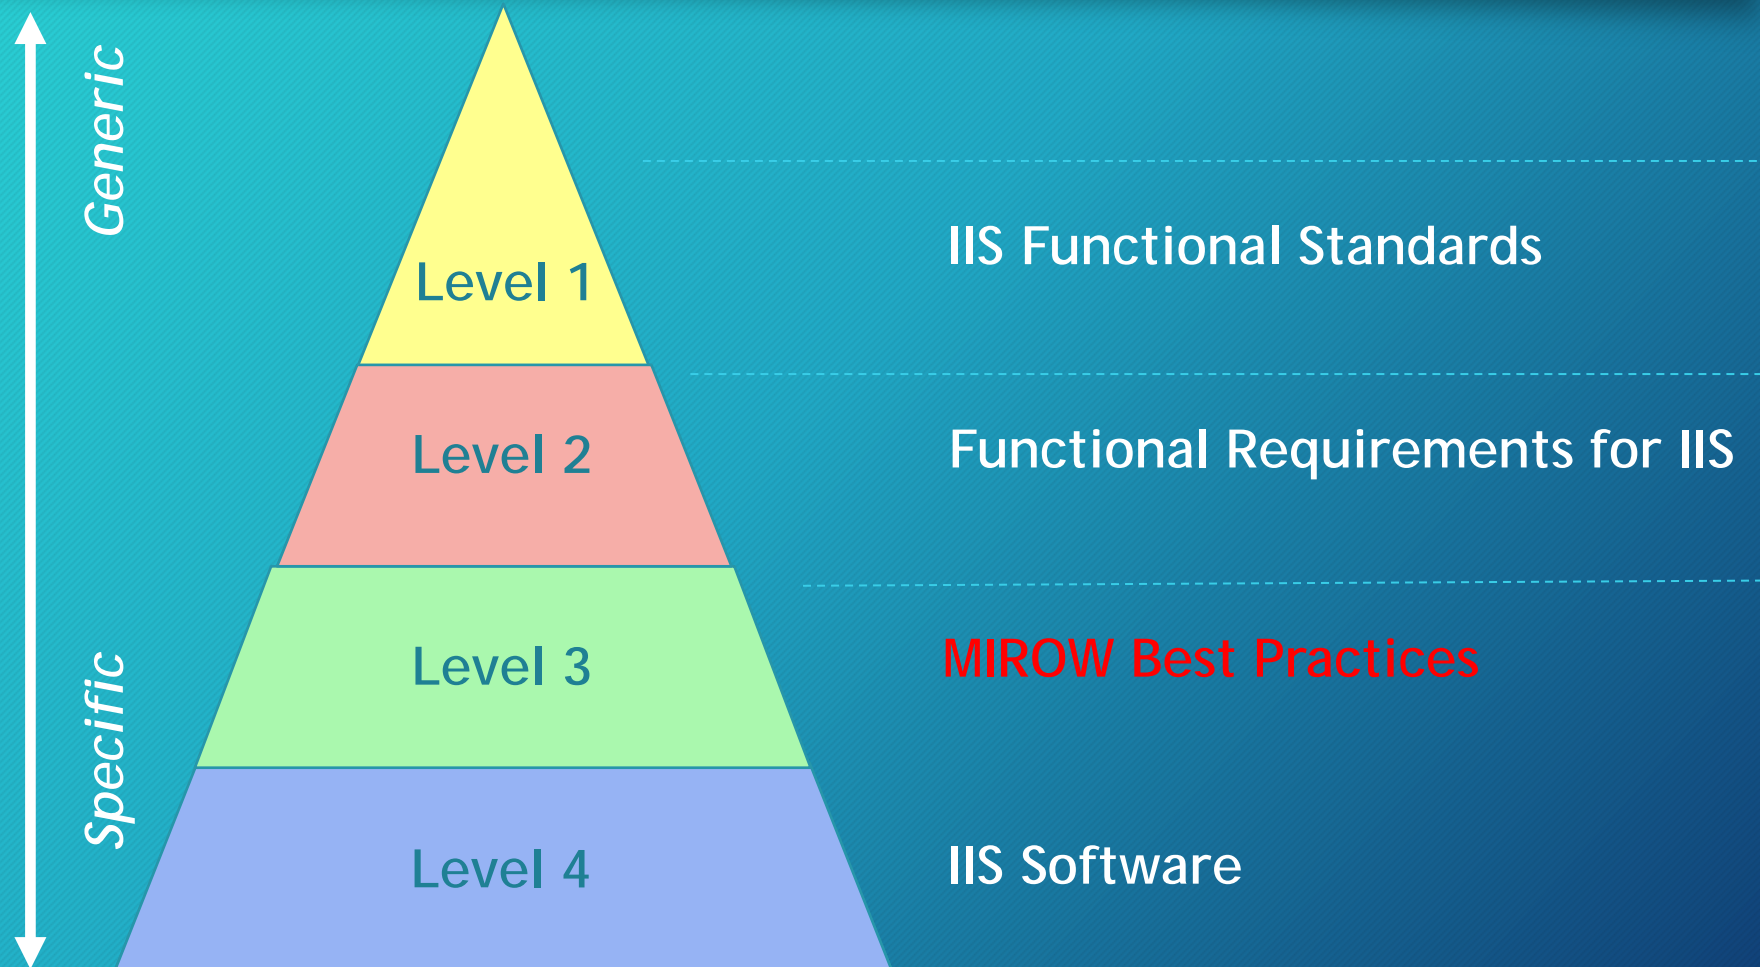 Generic
Level 1
IIS Functional Standards
Level 2
Functional Requirements for IIS
Level 3
MIROW Best Practices
Specific
Level 4
IIS Software